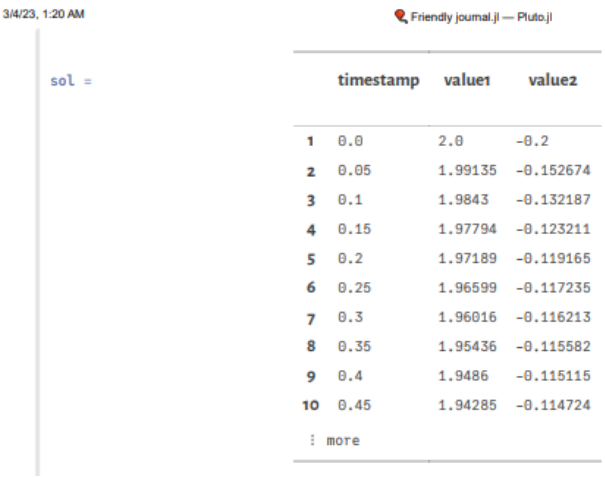 3/4/23, 1:20 AM Friendly journal.jl — Pluto.jl
sol =
timestamp value1 value2
1 0.0 2.0 -0.2
2 0.05 1.99135 -0.152674
3 0.1 1.9843 -0.132187
4 0.15 1.97794 -0.123211
5 0.2 1.97189 -0.119165
6 0.25 1.96599 -0.117235
7 0.3 1.96016 -0.116213
8 0.35 1.95436 -0.115582
9 0.4 1.9486 -0.115115
10 0.45 1.94285 -0.114724
⋮ more